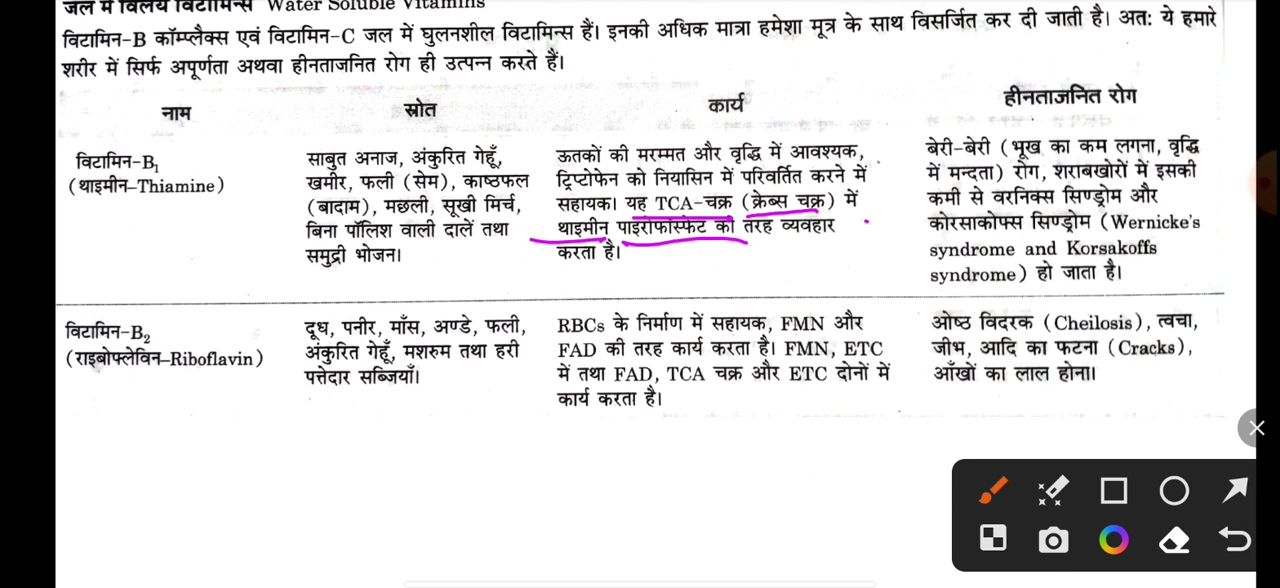 जल में विलेय विटामिन्स Water Soluble Vitamins
विटामिन-B कॉम्प्लैक्स एवं विटामिन-C जल में घुलनशील विटामिन्स हैं। इनकी अधिक मात्रा हमेशा मूत्र के साथ विसर्जित कर दी जाती है। अतः ये हमारे
शरीर में सिर्फ अपूर्णता अथवा हीनताजनित रोग ही उत्पन्न करते हैं।
नाम स्रोत कार्य हीनताजनित रोग
विटामिन-B₁
(थाइमीन–Thiamine)
साबुत अनाज, अंकुरित गेहूँ,
खमीर, फली (सेम), काष्ठफल
(बादाम), मछली, सूखी मिर्च,
बिना पॉलिश वाली दालें तथा
समुद्री भोजन।
ऊतकों की मरम्मत और वृद्धि में आवश्यक,
ट्रिप्टोफेन को नियासिन में परिवर्तित करने में
सहायक। यह TCA-चक्र (क्रेब्स चक्र) में
थाइमीन पाइरोफॉस्फेट की तरह व्यवहार
करता है।
बेरी-बेरी (भूख का कम लगना, वृद्धि
में मन्दता) रोग, शराबखोरों में इसकी
कमी से वरनिक्स सिण्ड्रोम और
कोरसाकोफ्स सिण्ड्रोम (Wernicke's
syndrome and Korsakoffs
syndrome) हो जाता है।
विटामिन-B₂
(राइबोफ्लेविन–Riboflavin)
दूध, पनीर, माँस, अण्डे, फली,
अंकुरित गेहूँ, मशरुम तथा हरी
पत्तेदार सब्जियाँ।
RBCs के निर्माण में सहायक, FMN और
FAD की तरह कार्य करता है। FMN, ETC
में तथा FAD, TCA चक्र और ETC दोनों में
कार्य करता है।
ओष्ठ विदरक (Cheilosis), त्वचा,
जीभ, आदि का फटना (Cracks),
आँखों का लाल होना।